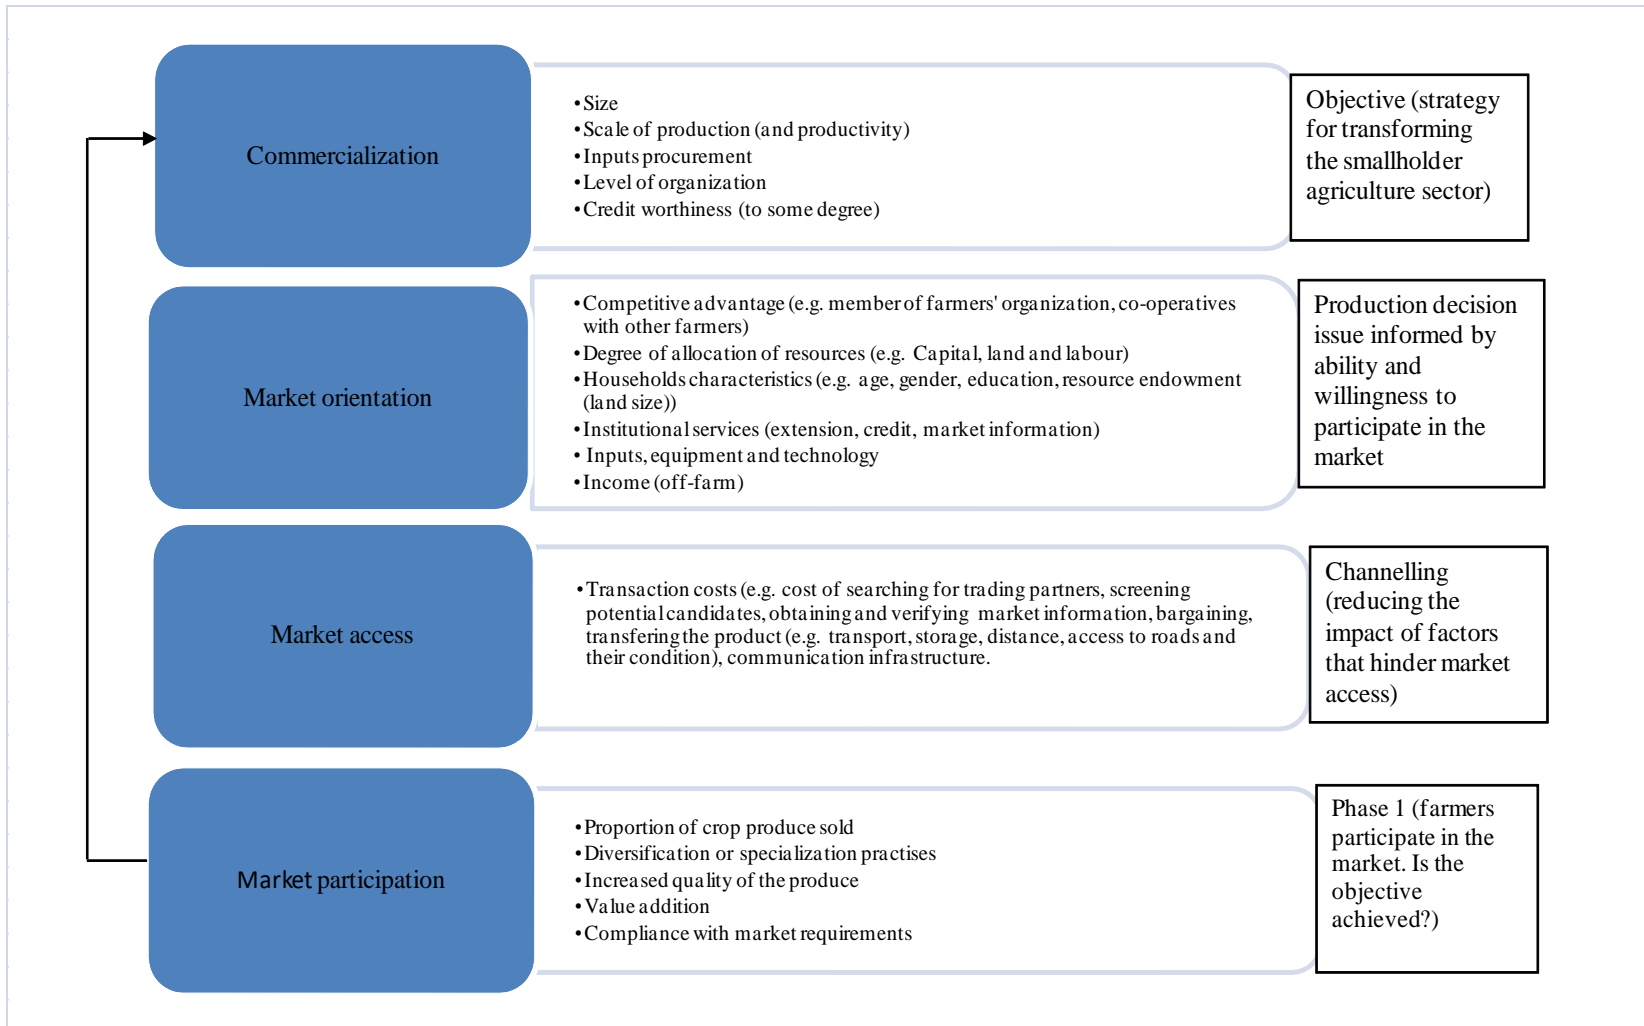 Commercialization
•Size
•Scale of production (and productivity)
•Inputs procurement
•Level of organization
•Credit worthiness (to some degree)
Objective (strategy
for transforming
the smallholder
agriculture sector)
Market orientation
•Competitive advantage (e.g. member of farmers' organization, co-operatives
with other farmers)
•Degree of allocation of resources (e.g. Capital, land and labour)
•Households characteristics (e.g. age, gender, education, resource endowment
(land size))
•Institutional services (extension, credit, market information)
• Inputs, equipment and technology
•Income (off-farm)
Production decision
issue informed by
ability and
willingness to
participate in the
market
Market access
•Transaction costs (e.g. cost of searching for trading partners, screening
potential candidates, obtaining and verifying market information, bargaining,
transfering the product (e.g. transport, storage, distance, access to roads and
their condition), communication infrastructure.
Channelling
(reducing the
impact of factors
that hinder market
access)
Market participation
•Proportion of crop produce sold
•Diversification or specialization practises
•Increased quality of the produce
•Value addition
•Compliance with market requirements
Phase 1 (farmers
participate in the
market. Is the
objective
achieved?)